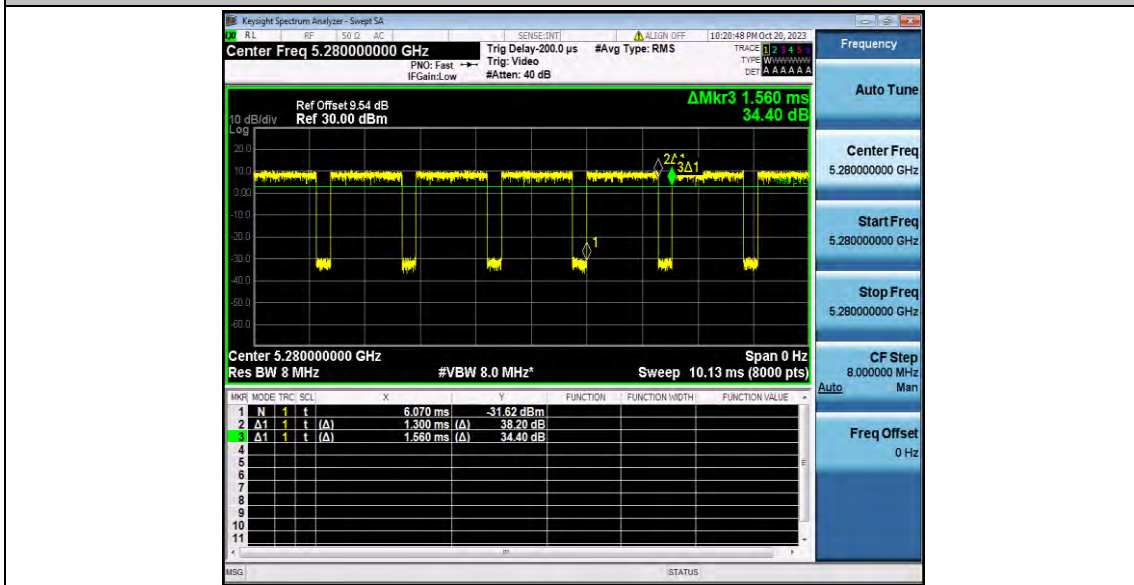 Keysight Spectrum Analyzer - Swept SA
RL RF 50 Ω AC SENSE:INT ALIGN OFF 10:20:48 PM Oct 20, 2023
Center Freq 5.280000000 GHz
PNO: Fast
IFGain:Low
Trig Delay-200.0 µs
Trig: Video
#Atten: 40 dB
#Avg Type: RMS
TRACE 1 2 3 4 5 6
TYPE WWWWWW
DET A A A A A A
Frequency
Auto Tune
Center Freq
5.280000000 GHz
Start Freq
5.280000000 GHz
Stop Freq
5.280000000 GHz
CF Step
8.000000 MHz
Auto Man
Freq Offset
0 Hz
ΔMkr3 1.560 ms
34.40 dB
Ref Offset 9.54 dB
10 dB/div Ref 30.00 dBm
Log
20.0
10.0
0.00
-10.0
-20.0
-30.0
-40.0
-50.0
-60.0
3Δ1
1
Center 5.280000000 GHz Span 0 Hz
Res BW 8 MHz #VBW 8.0 MHz* Sweep 10.13 ms (8000 pts)
MKR MODE TRC SCL X Y FUNCTION FUNCTION WIDTH FUNCTION VALUE
1 N 1 t 6.070 ms -31.62 dBm
2 Δ1 1 t (Δ) 1.300 ms (Δ) 38.20 dB
3 Δ1 1 t (Δ) 1.560 ms (Δ) 34.40 dB
4
5
6
7
8
9
10
11
MSG STATUS